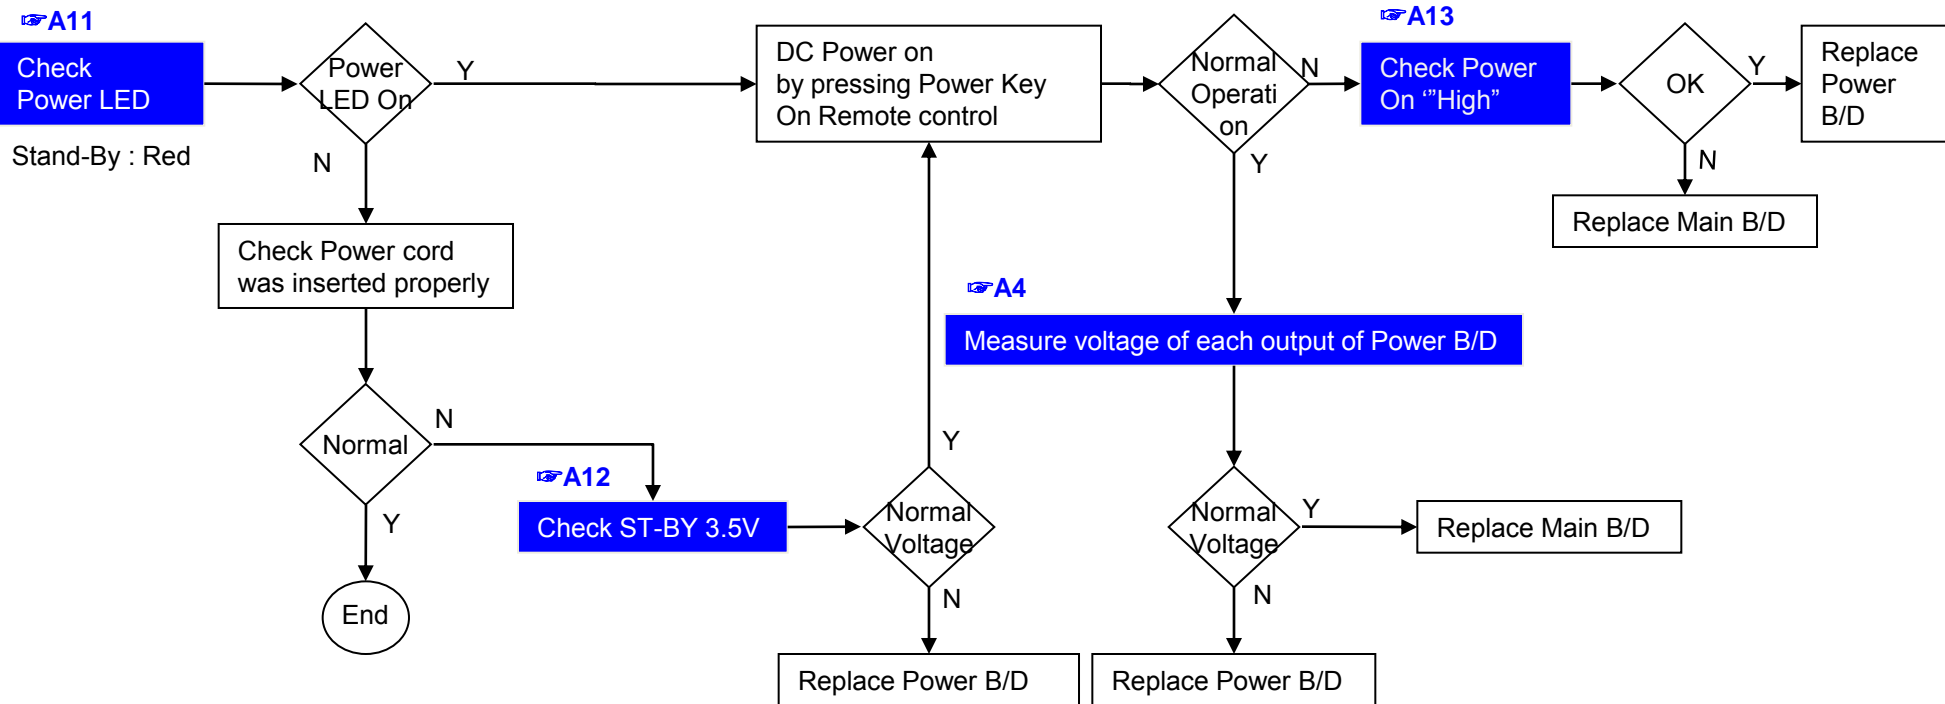 ☞A11
Check
Power LED
Stand-By : Red
Power
LED On
Y
N
Check Power cord
was inserted properly
Normal
N
Y
End
☞A12
Check ST-BY 3.5V
Normal
Voltage
Y
N
Replace Power B/D
DC Power on
by pressing Power Key
On Remote control
Normal
Operati
on
N
Y
☞A4
Measure voltage of each output of Power B/D
Normal
Voltage
Y
N
Replace Main B/D
Replace Power B/D
☞A13
Check Power
On ‘”High”
OK
Y
N
Replace
Power
B/D
Replace Main B/D